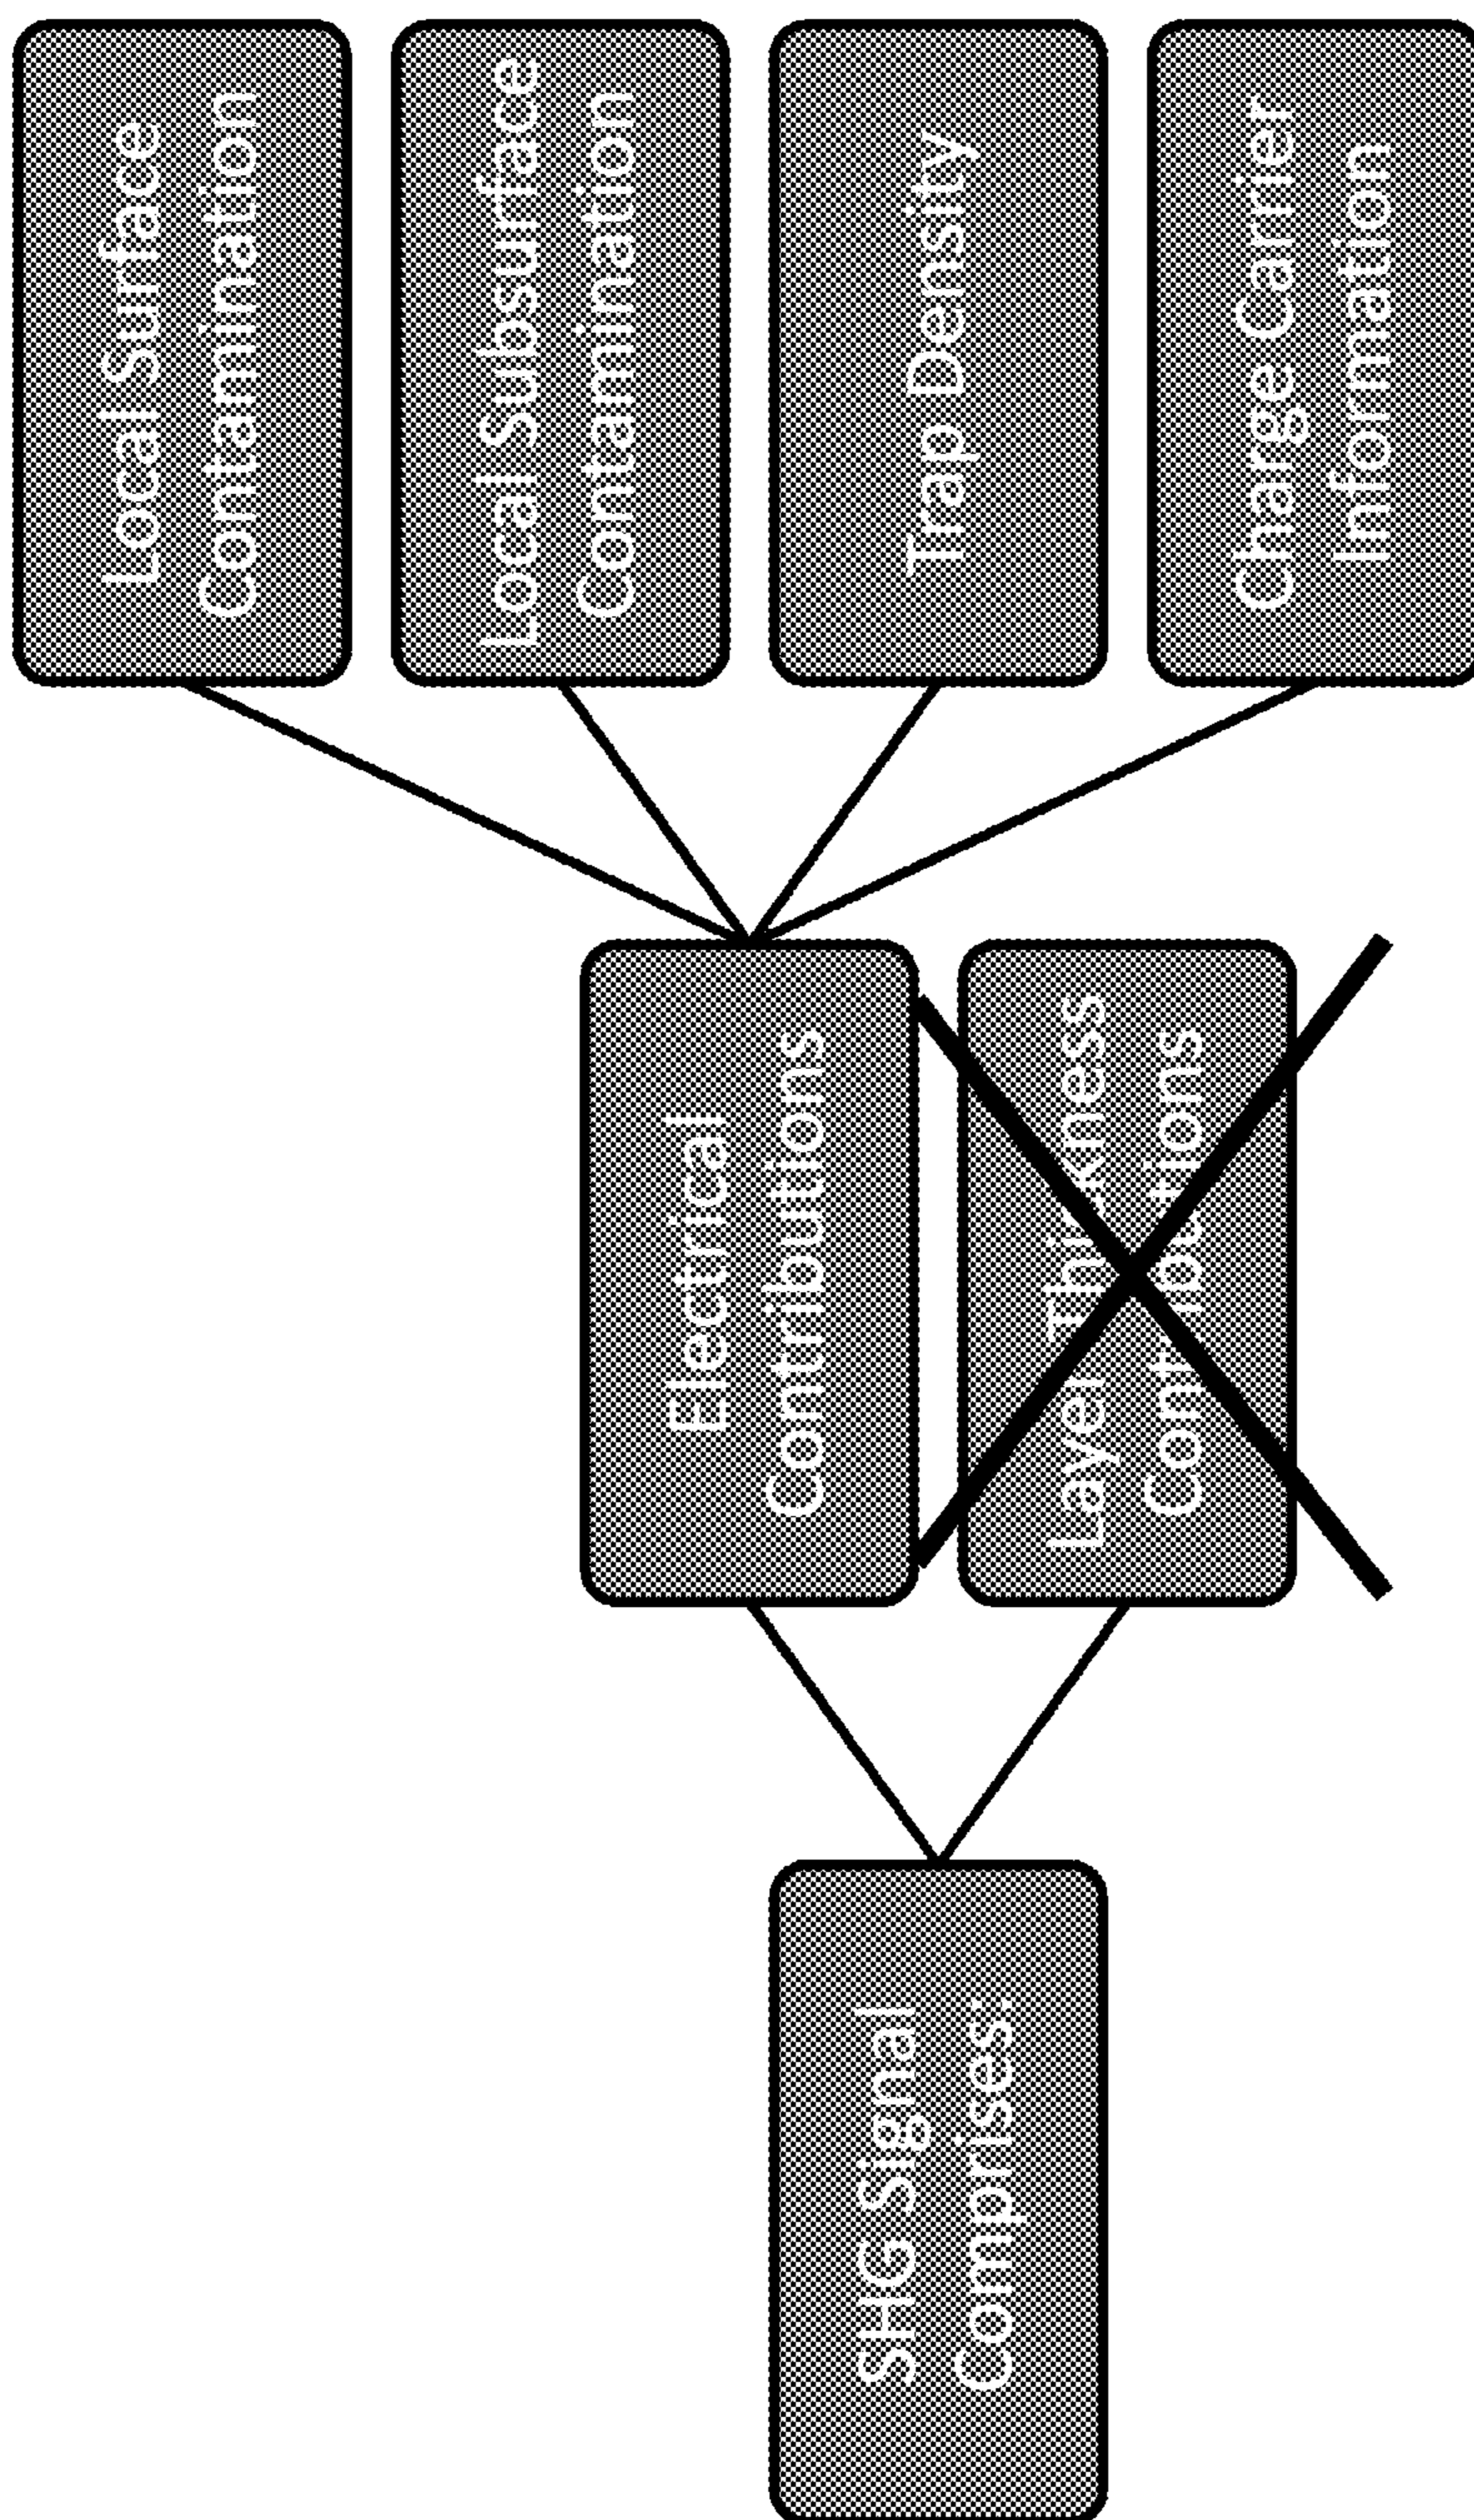 SHG Signal
Comprises:
Electrical
Contributions
Layer Thickness
Contributions
Local Surface
Contamination
Local Subsurface
Contamination
Trap Density
Charge Carrier
Information